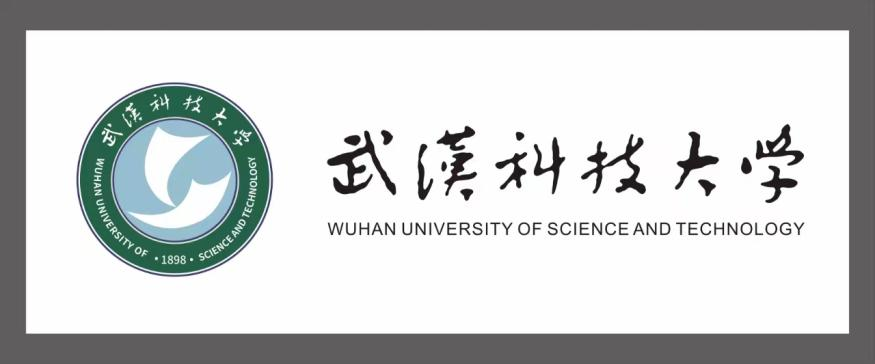 武漢科技大学
WUHAN UNIVERSITY OF SCIENCE AND TECHNOLOGY
·1898·
武漢科技大学
WUHAN UNIVERSITY OF SCIENCE AND TECHNOLOGY